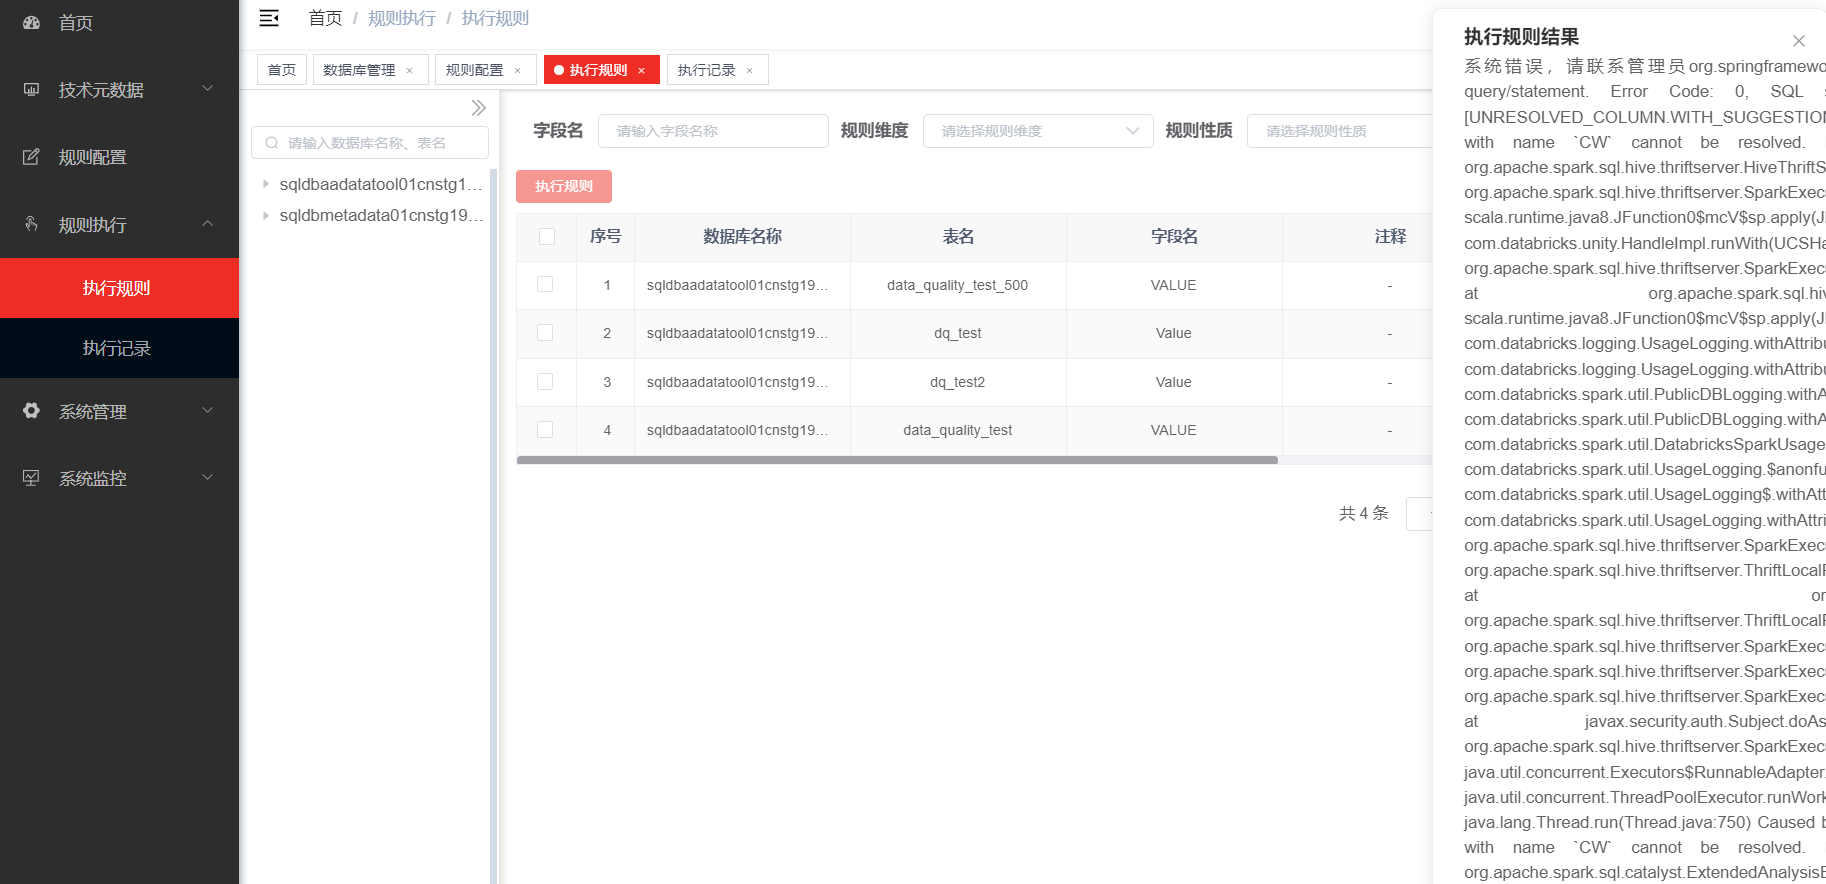 首页
技术元数据
规则配置
规则执行
执行规则
执行记录
系统管理
系统监控
首页 / 规则执行 / 执行规则
首页 数据库管理 × 规则配置 × 执行规则 × 执行记录 ×
请输入数据库名称、表名
sqldbaadatatool01cnstg1...
sqldbmetadata01cnstg19...
字段名 请输入字段名称 规则维度 请选择规则维度 规则性质 请选择规则性质
执行规则
序号 数据库名称 表名 字段名 注释
1 sqldbaadatatool01cnstg19... data_quality_test_500 VALUE -
2 sqldbaadatatool01cnstg19... dq_test Value -
3 sqldbaadatatool01cnstg19... dq_test2 Value -
4 sqldbaadatatool01cnstg19... data_quality_test VALUE -
共 4 条
执行规则结果
系统错误，请联系管理员org.springframewo
query/statement. Error Code: 0, SQL
[UNRESOLVED_COLUMN.WITH_SUGGESTION
with name `CW` cannot be resolved.
org.apache.spark.sql.hive.thriftserver.HiveThriftS
org.apache.spark.sql.hive.thriftserver.SparkExec
scala.runtime.java8.JFunction0$mcV$sp.apply(J
com.databricks.unity.HandleImpl.runWith(UCSHa
org.apache.spark.sql.hive.thriftserver.SparkExec
at org.apache.spark.sql.hiv
scala.runtime.java8.JFunction0$mcV$sp.apply(J
com.databricks.logging.UsageLogging.withAttribu
com.databricks.logging.UsageLogging.withAttribu
com.databricks.spark.util.PublicDBLogging.withA
com.databricks.spark.util.PublicDBLogging.withA
com.databricks.spark.util.DatabricksSparkUsage
com.databricks.spark.util.UsageLogging.$anonfu
com.databricks.spark.util.UsageLogging$.withAtt
com.databricks.spark.util.UsageLogging.withAttri
org.apache.spark.sql.hive.thriftserver.SparkExec
org.apache.spark.sql.hive.thriftserver.ThriftLocal
at or
org.apache.spark.sql.hive.thriftserver.ThriftLocal
org.apache.spark.sql.hive.thriftserver.SparkExec
org.apache.spark.sql.hive.thriftserver.SparkExec
org.apache.spark.sql.hive.thriftserver.SparkExec
at javax.security.auth.Subject.doAs
org.apache.spark.sql.hive.thriftserver.SparkExec
java.util.concurrent.Executors$RunnableAdapter.
java.util.concurrent.ThreadPoolExecutor.runWork
java.lang.Thread.run(Thread.java:750) Caused b
with name `CW` cannot be resolved.
org.apache.spark.sql.catalyst.ExtendedAnalysisE